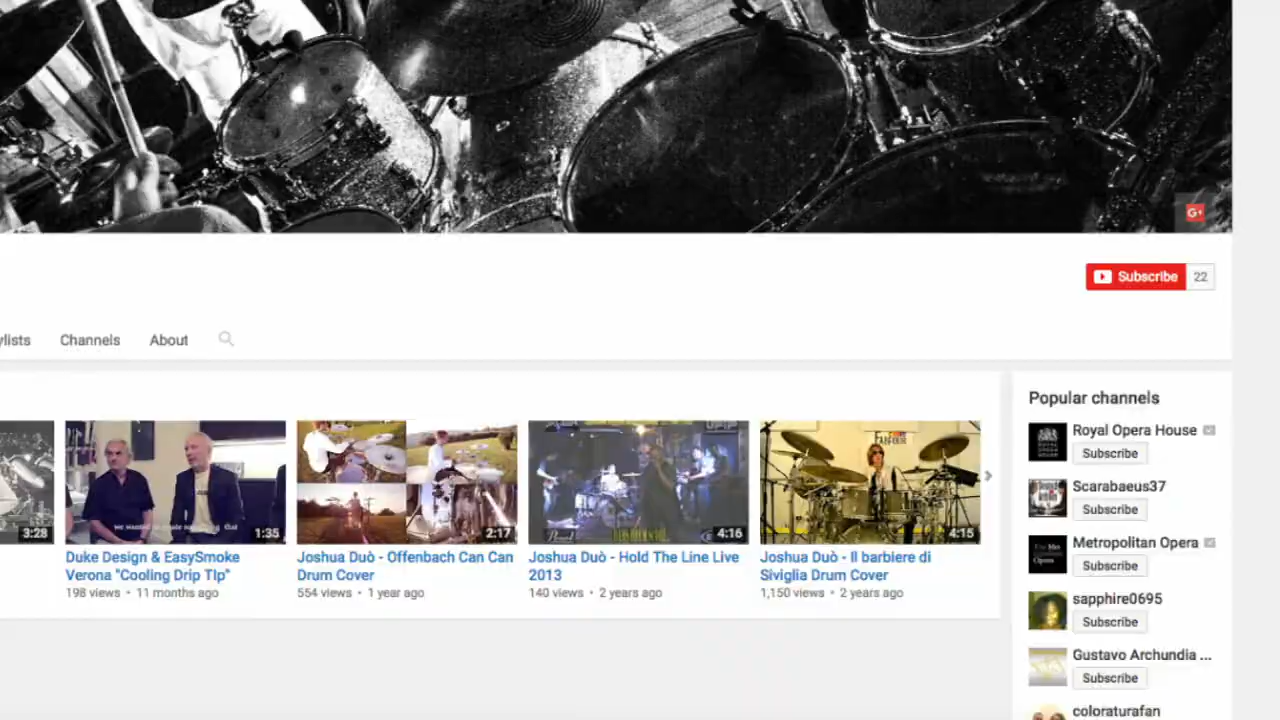 Subscribe 22
ylists Channels About
Popular channels
Royal Opera House
Subscribe
Scarabaeus37
Subscribe
Metropolitan Opera
Subscribe
sapphire0695
Subscribe
Gustavo Archundia ...
Subscribe
coloraturafan
3:28
1:35
2:17
4:16
4:15
Duke Design & EasySmoke
Verona "Cooling Drip TIp"
198 views • 11 months ago
Joshua Duò - Offenbach Can Can
Drum Cover
554 views • 1 year ago
Joshua Duò - Hold The Line Live
2013
140 views • 2 years ago
Joshua Duò - Il barbiere di
Siviglia Drum Cover
1,150 views • 2 years ago
G+